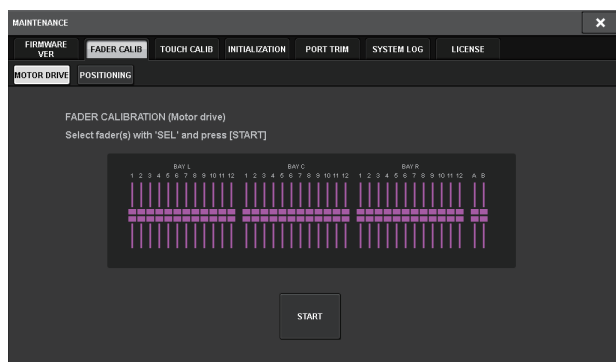 MAINTENANCE
FIRMWARE VER FADER CALIB TOUCH CALIB INITIALIZATION PORT TRIM SYSTEM LOG LICENSE
MOTOR DRIVE POSITIONING
FADER CALIBRATION (Motor drive)
Select fader(s) with 'SEL' and press [START]
BAY L BAY C BAY R
1 2 3 4 5 6 7 8 9 10 11 12 1 2 3 4 5 6 7 8 9 10 11 12 1 2 3 4 5 6 7 8 9 10 11 12 A B
START